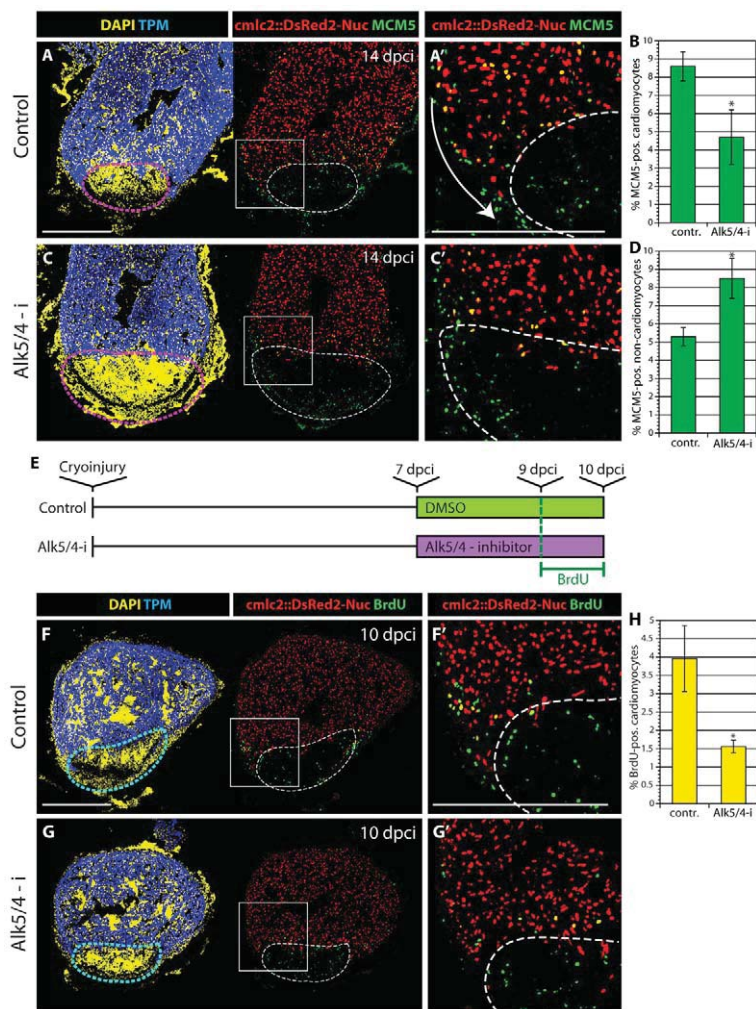 DAPI TPM
cmlc2::DsRed2-Nuc MCM5
cmlc2::DsRed2-Nuc MCM5
A
14 dpci
A'
Control
B
% MCM5-pos. cardiomyocytes
10
9
8
7
6
5
4
3
2
1
0
*
contr.
Alk5/4-i
C
14 dpci
C'
Alk5/4 - i
D
% MCM5-pos. non-cardiomyocytes
10
9
8
7
6
5
4
3
2
1
0
*
contr.
Alk5/4-i
E
Cryoinjury
7 dpci
9 dpci
10 dpci
Control
DMSO
Alk5/4-i
Alk5/4 - inhibitor
BrdU
DAPI TPM
cmlc2::DsRed2-Nuc BrdU
cmlc2::DsRed2-Nuc BrdU
F
10 dpci
F'
Control
H
% BrdU-pos. cardiomyocytes
5
4.5
4
3.5
3
2.5
2
1.5
1
0.5
0
*
contr.
Alk5/4-i
G
10 dpci
G'
Alk5/4 - i